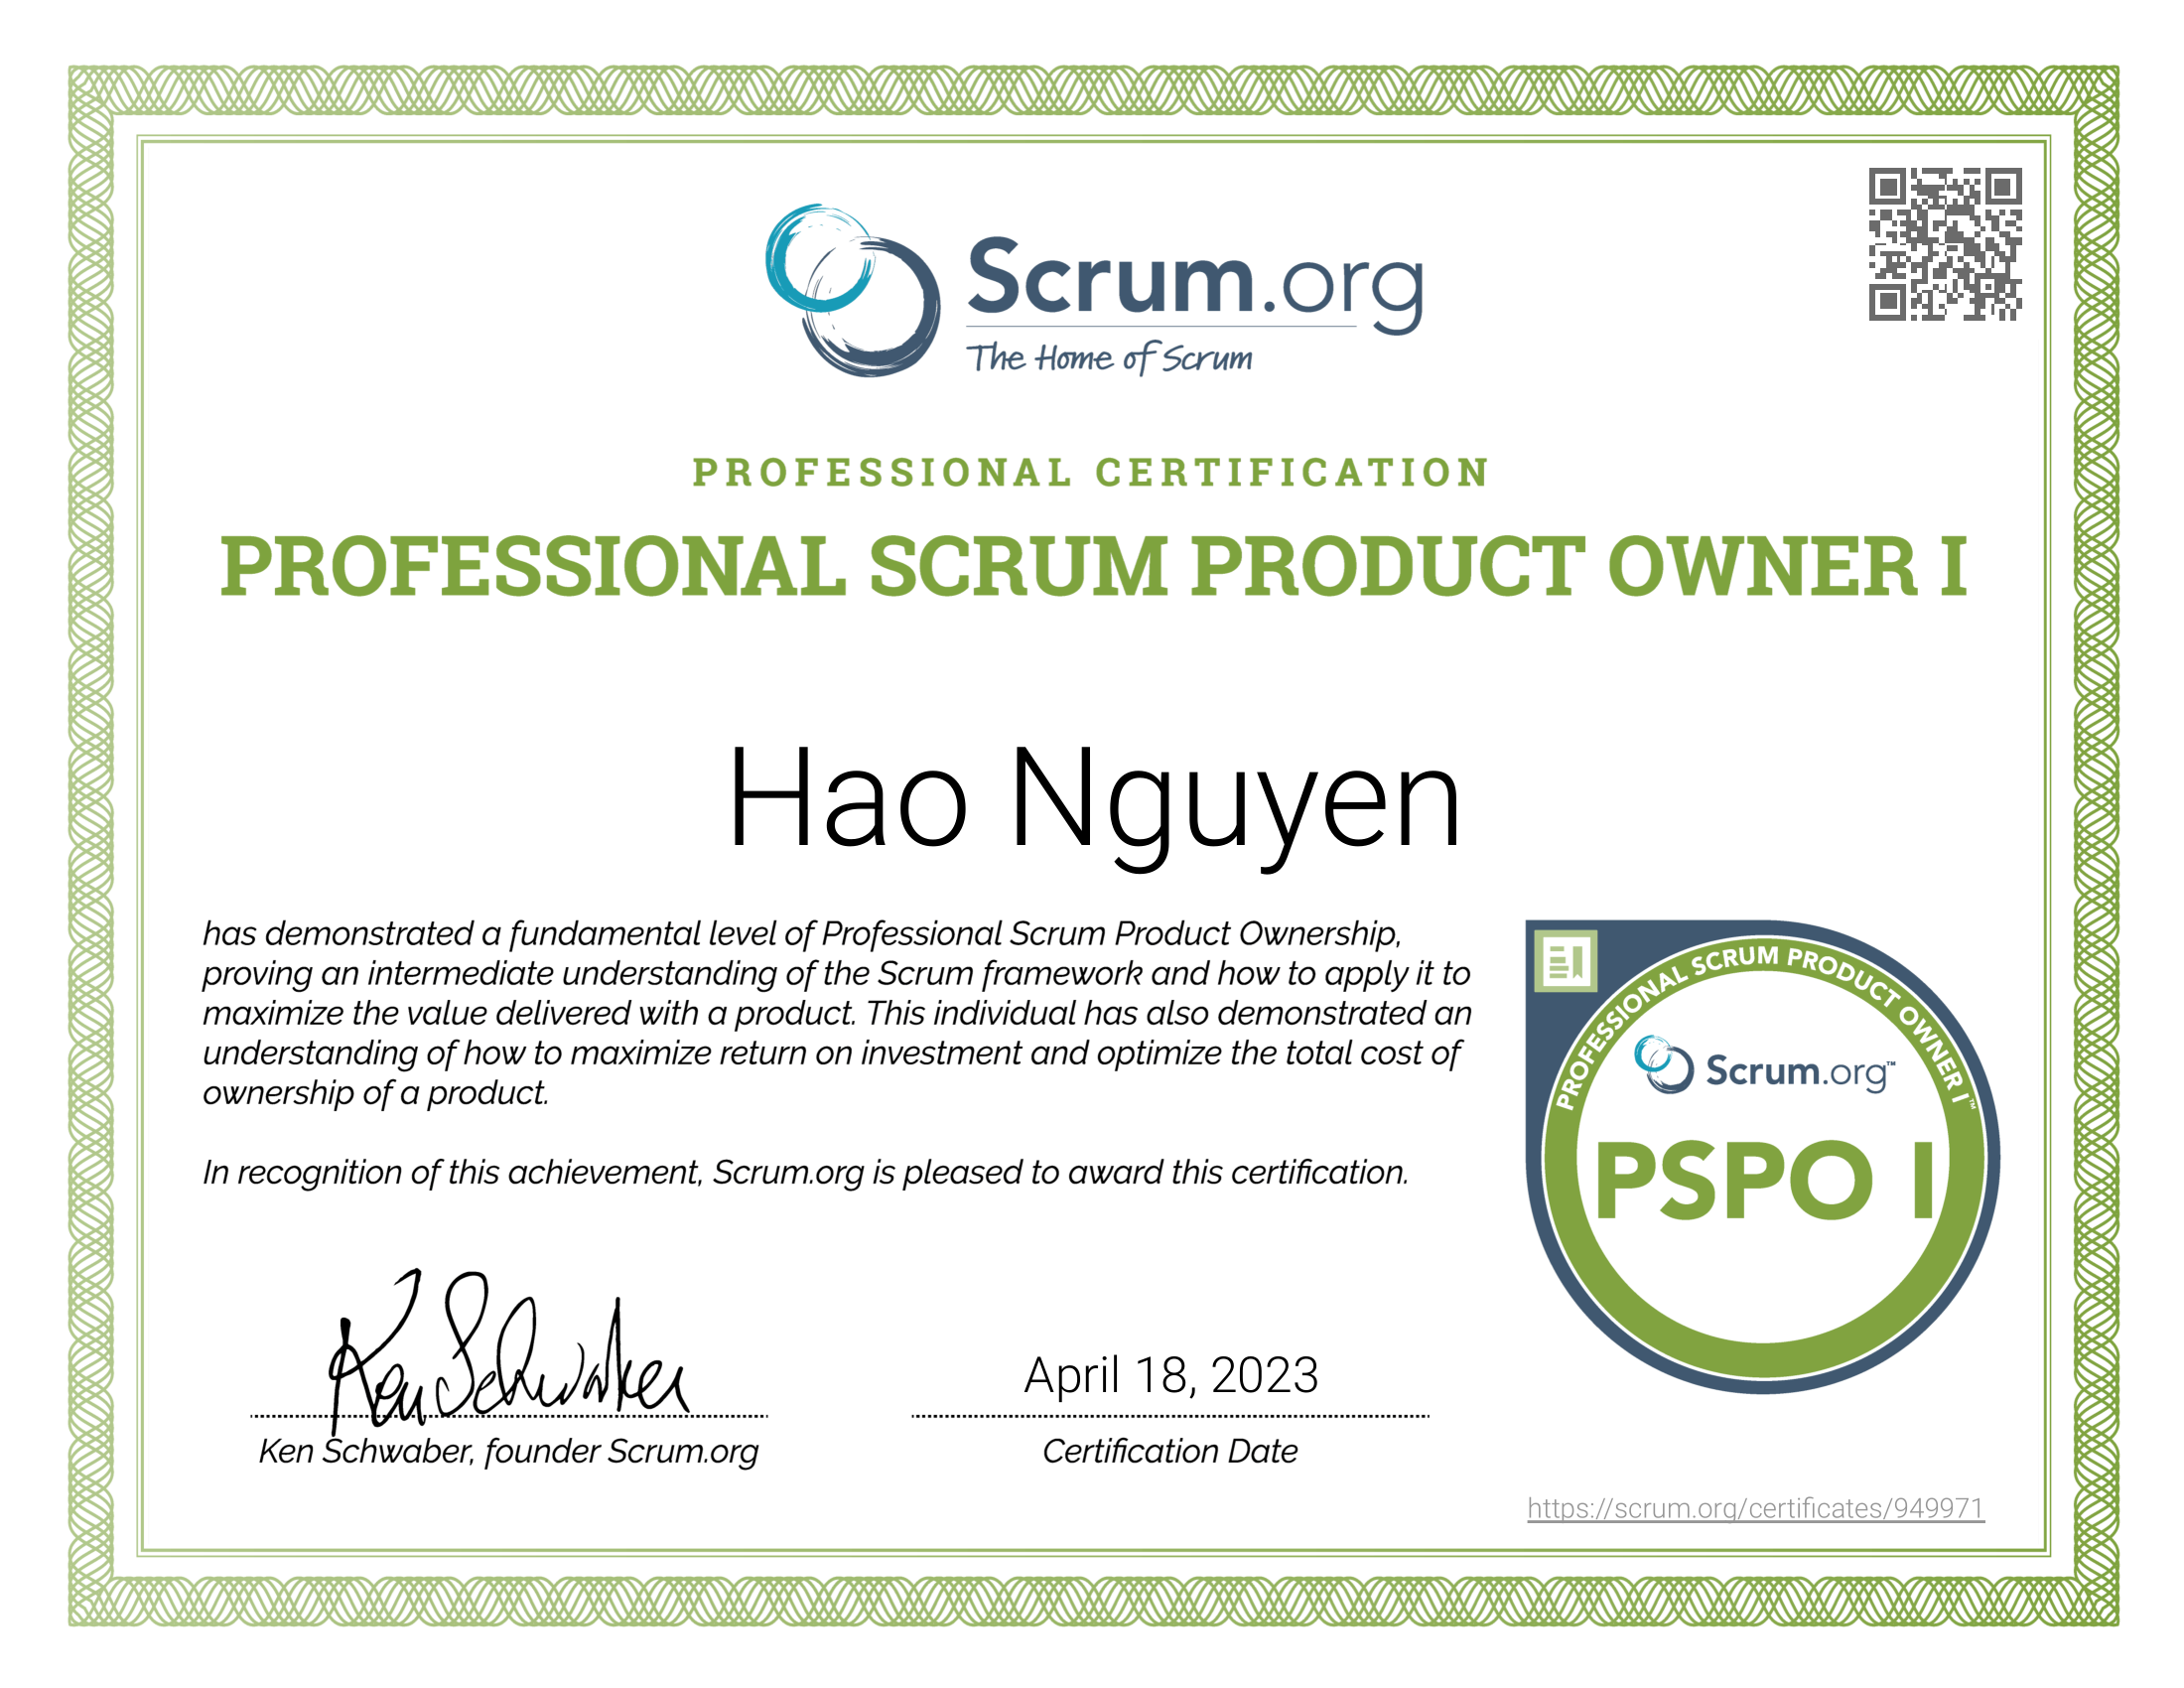 Scrum.org
The Home of Scrum
PROFESSIONAL CERTIFICATION
PROFESSIONAL SCRUM PRODUCT OWNER I
Hao Nguyen
has demonstrated a fundamental level of Professional Scrum Product Ownership,
proving an intermediate understanding of the Scrum framework and how to apply it to
maximize the value delivered with a product. This individual has also demonstrated an
understanding of how to maximize return on investment and optimize the total cost of
ownership of a product.
In recognition of this achievement, Scrum.org is pleased to award this certification.
PROFESSIONAL SCRUM PRODUCT OWNER I™
Scrum.org™
PSPO I
Ken Schwaber
April 18, 2023
Ken Schwaber, founder Scrum.org
Certification Date
https://scrum.org/certificates/949971